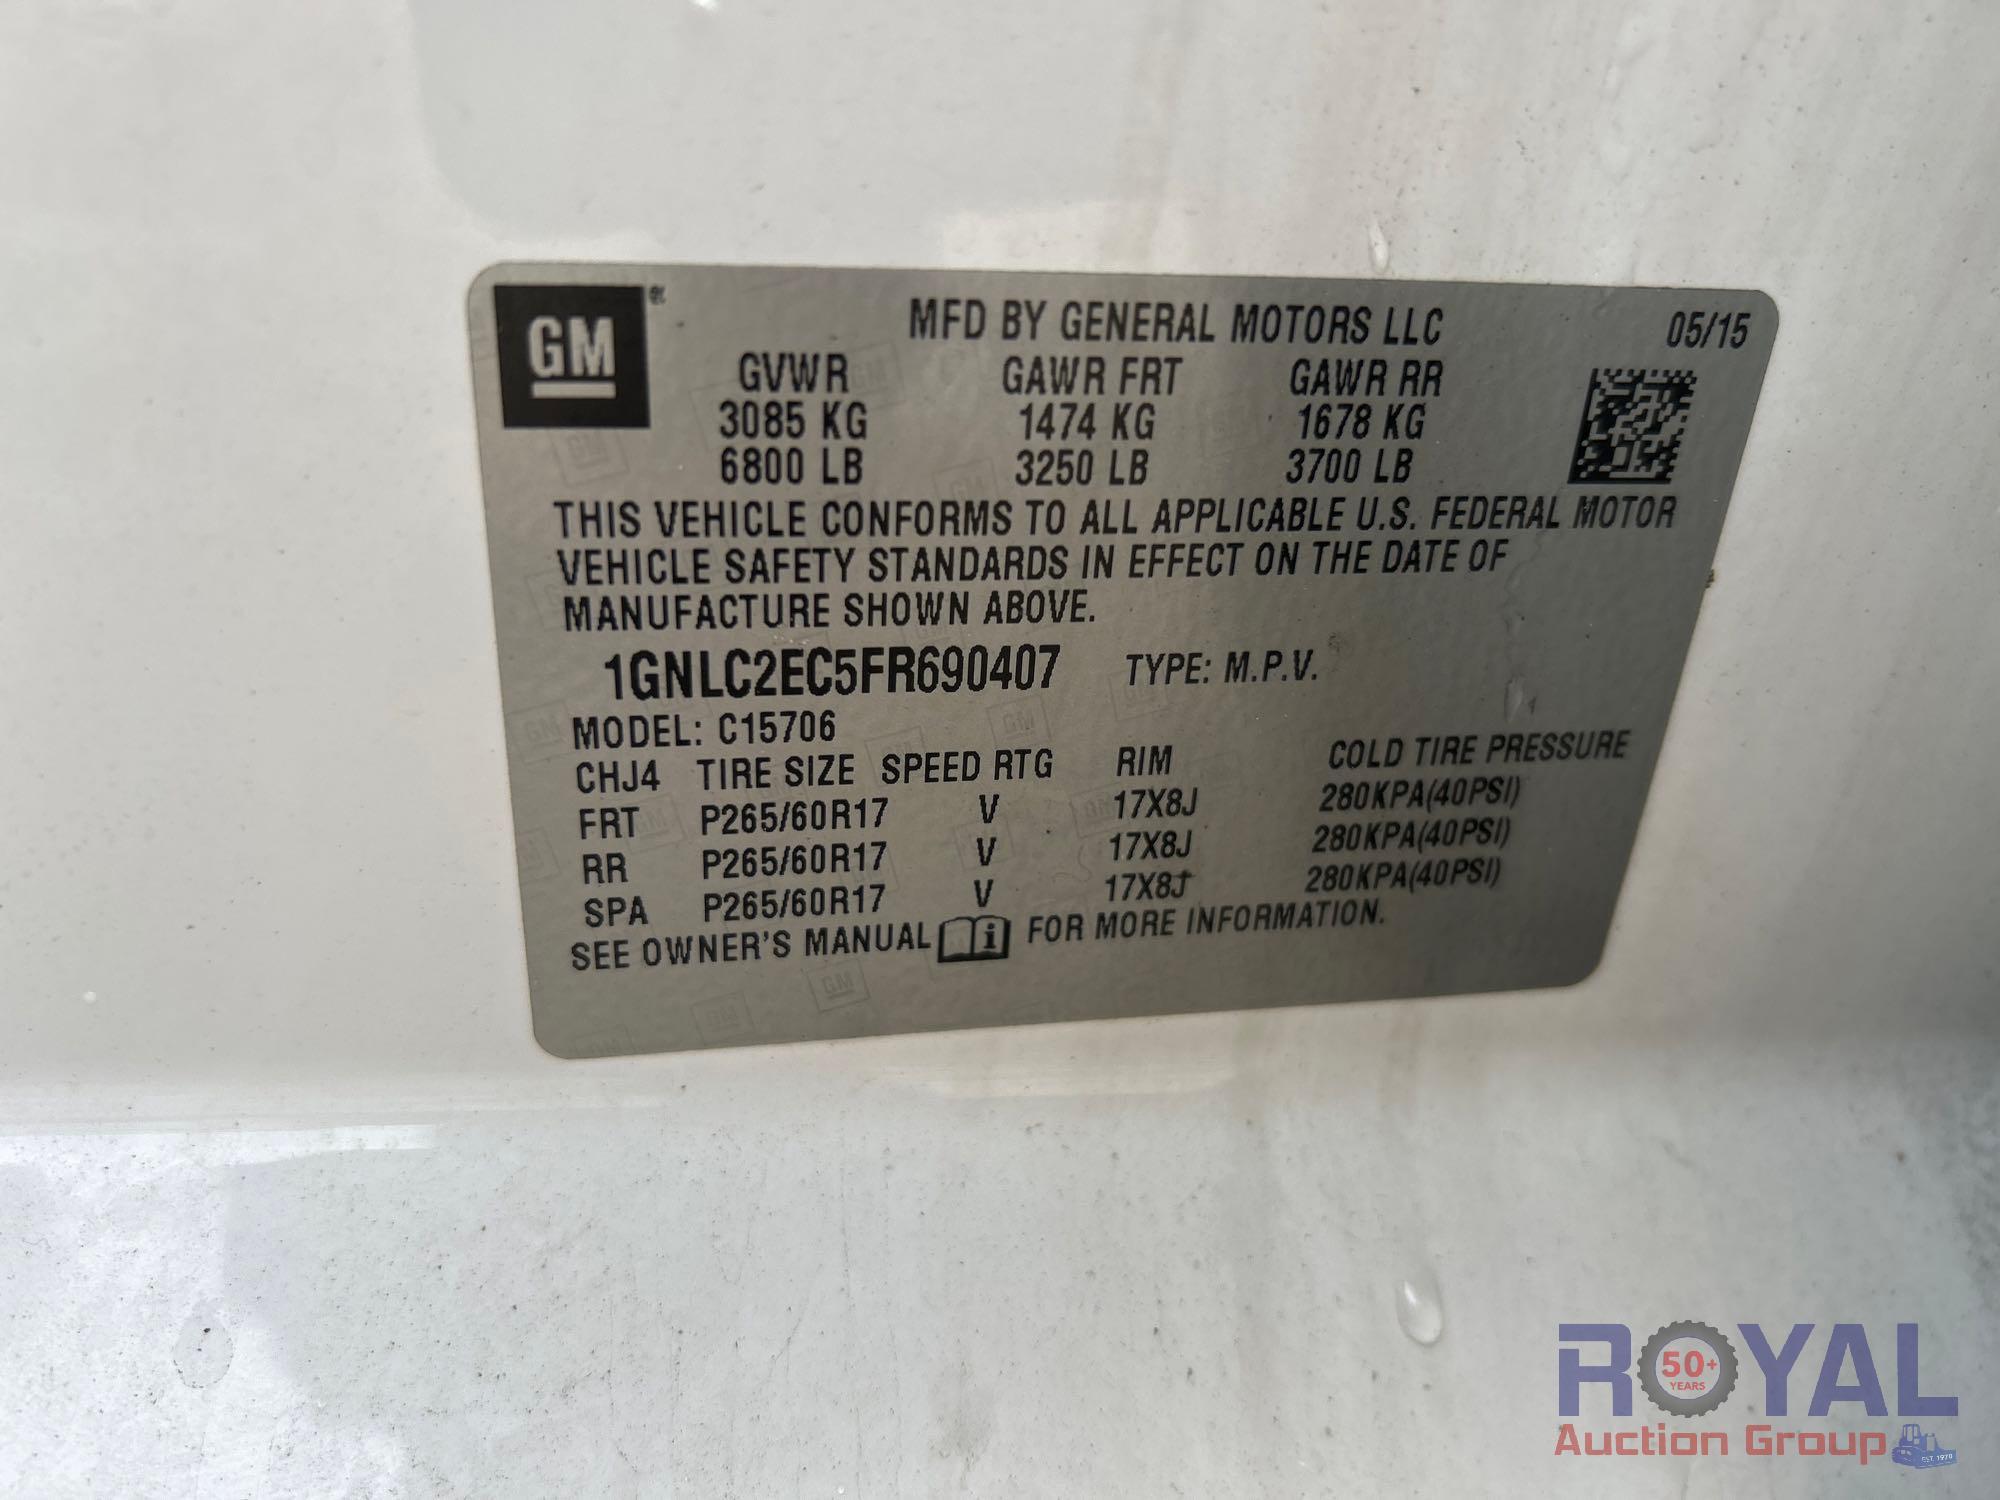 GM
MFD BY GENERAL MOTORS LLC 05/15
GVWR GAWR FRT GAWR RR
3085 KG 1474 KG 1678 KG
6800 LB 3250 LB 3700 LB
THIS VEHICLE CONFORMS TO ALL APPLICABLE U.S. FEDERAL MOTOR
VEHICLE SAFETY STANDARDS IN EFFECT ON THE DATE OF
MANUFACTURE SHOWN ABOVE.
1GNLC2EC5FR690407 TYPE: M.P.V.
MODEL: C15706
CHJ4 TIRE SIZE SPEED RTG RIM COLD TIRE PRESSURE
FRT P265/60R17 V 17X8J 280KPA(40PSI)
RR P265/60R17 V 17X8J 280KPA(40PSI)
SPA P265/60R17 V 17X8J 280KPA(40PSI)
SEE OWNER'S MANUAL i FOR MORE INFORMATION.
ROYAL
50+
YEARS
Auction Group
EST. 1970